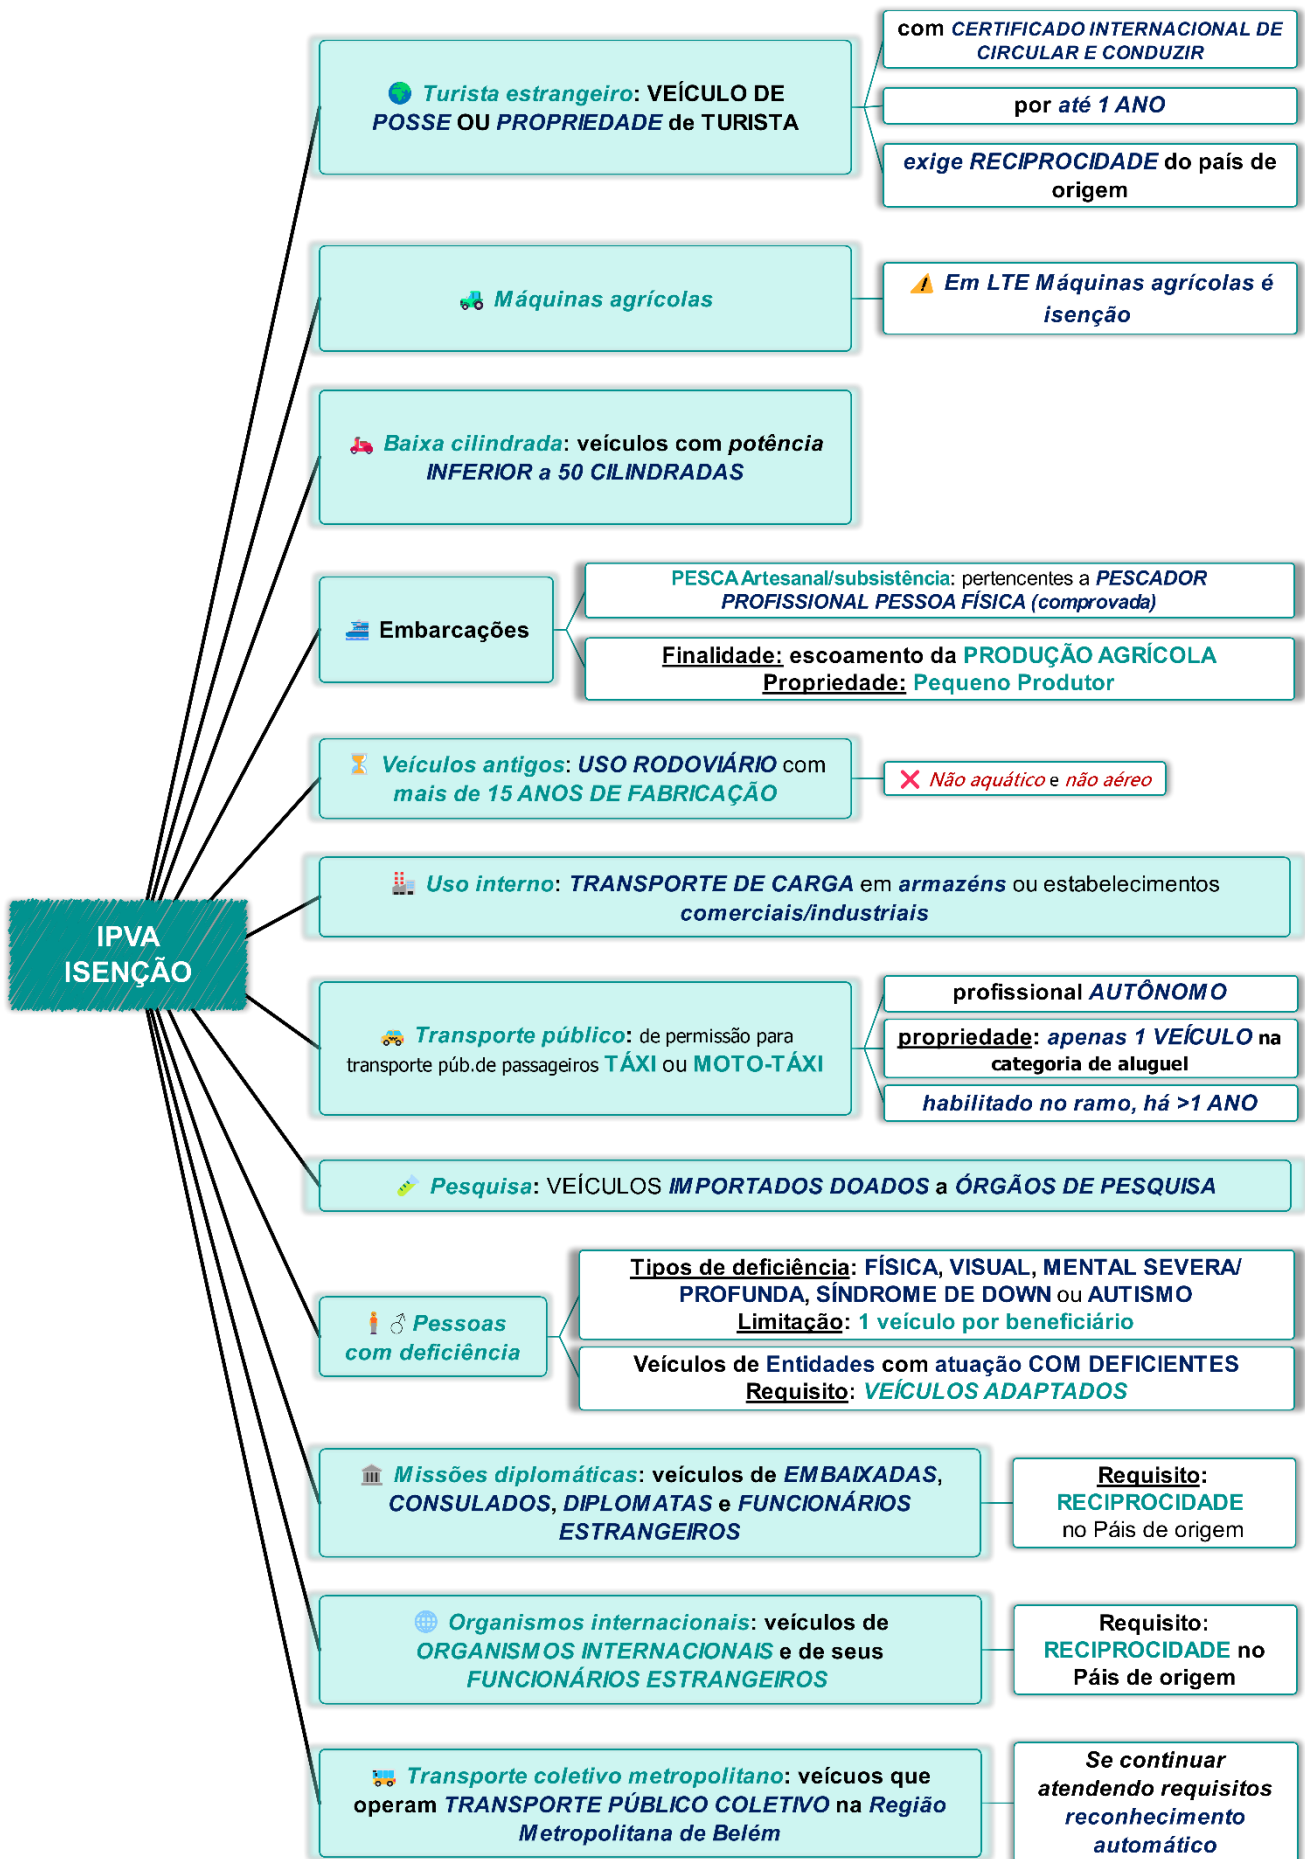 IPVA
ISENÇÃO
Turista estrangeiro: VEÍCULO DE
POSSE OU PROPRIEDADE de TURISTA
com CERTIFICADO INTERNACIONAL DE
CIRCULAR E CONDUZIR
por até 1 ANO
exige RECIPROCIDADE do país de
origem
Máquinas agrícolas
Em LTE Máquinas agrícolas é
isenção
Baixa cilindrada: veículos com potência
INFERIOR a 50 CILINDRADAS
Embarcações
PESCA Artesanal/subsistência: pertencentes a PESCADOR
PROFISSIONAL PESSOA FÍSICA (comprovada)
Finalidade: escoamento da PRODUÇÃO AGRÍCOLA
Propriedade: Pequeno Produtor
Veículos antigos: USO RODOVIÁRIO com
mais de 15 ANOS DE FABRICAÇÃO
Não aquático e não aéreo
Uso interno: TRANSPORTE DE CARGA em armazéns ou estabelecimentos
comerciais/industriais
Transporte público: de permissão para
transporte púb.de passageiros TÁXI ou MOTO-TÁXI
profissional AUTÔNOMO
propriedade: apenas 1 VEÍCULO na
categoria de aluguel
habilitado no ramo, há >1 ANO
Pesquisa: VEÍCULOS IMPORTADOS DOADOS a ÓRGÃOS DE PESQUISA
Pessoas
com deficiência
Tipos de deficiência: FÍSICA, VISUAL, MENTAL SEVERA/
PROFUNDA, SÍNDROME DE DOWN ou AUTISMO
Limitação: 1 veículo por beneficiário
Veículos de Entidades com atuação COM DEFICIENTES
Requisito: VEÍCULOS ADAPTADOS
Missões diplomáticas: veículos de EMBAIXADAS,
CONSULADOS, DIPLOMATAS e FUNCIONÁRIOS
ESTRANGEIROS
Requisito:
RECIPROCIDADE
no Páis de origem
Organismos internacionais: veículos de
ORGANISMOS INTERNACIONAIS e de seus
FUNCIONÁRIOS ESTRANGEIROS
Requisito:
RECIPROCIDADE no
Páis de origem
Transporte coletivo metropolitano: veícuos que
operam TRANSPORTE PÚBLICO COLETIVO na Região
Metropolitana de Belém
Se continuar
atendendo requisitos
reconhecimento
automático